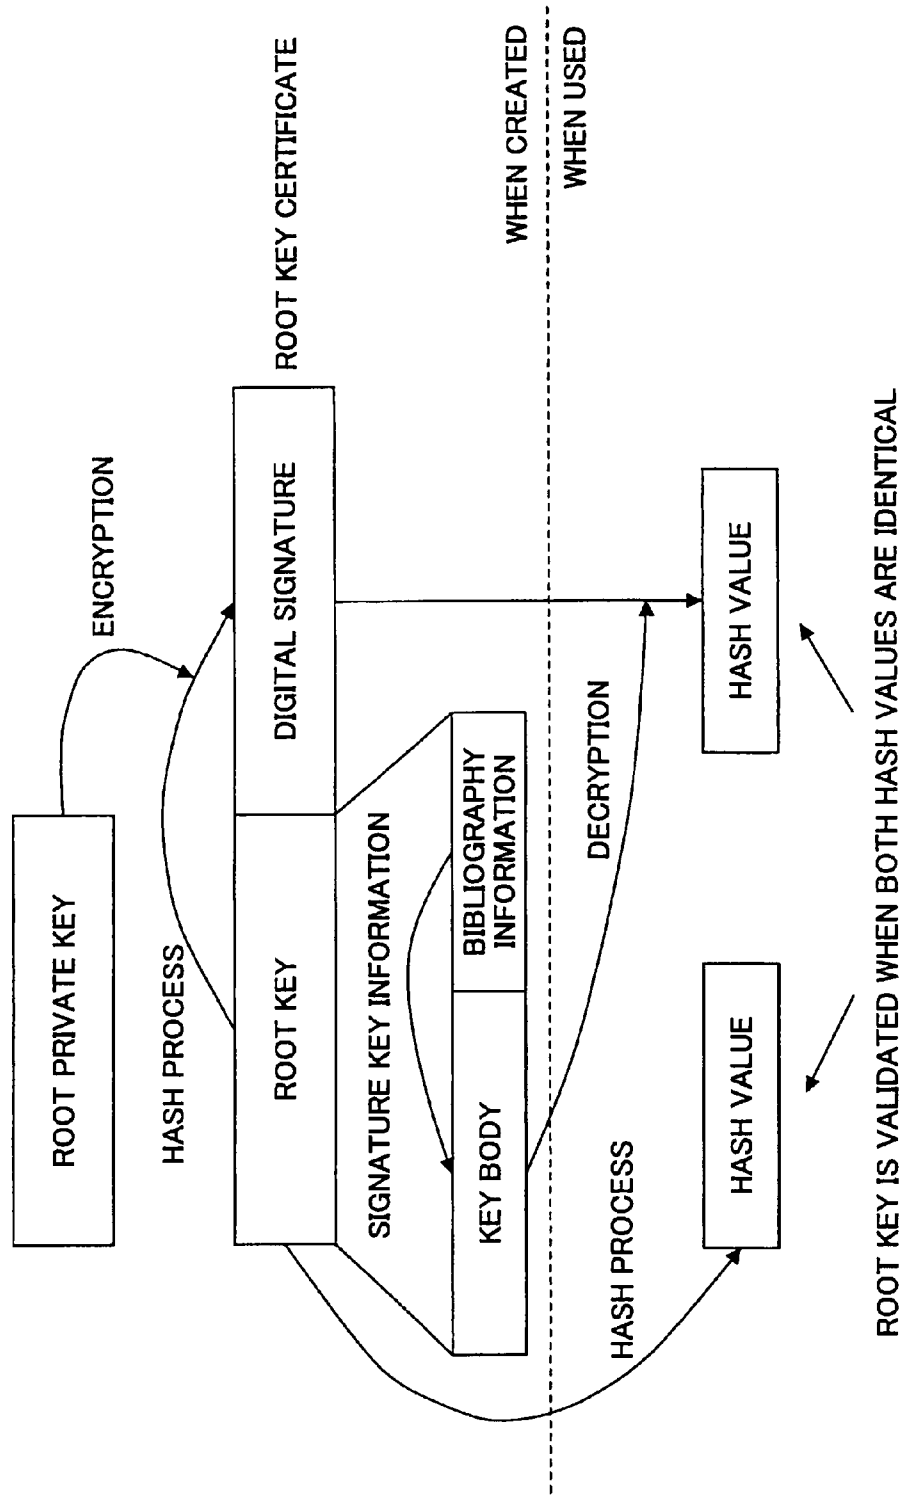 ROOT PRIVATE KEY
ENCRYPTION
HASH PROCESS
ROOT KEY
DIGITAL SIGNATURE
ROOT KEY CERTIFICATE
SIGNATURE KEY INFORMATION
KEY BODY
BIBLIOGRAPHY
INFORMATION
WHEN CREATED
WHEN USED
DECRYPTION
HASH PROCESS
HASH VALUE
HASH VALUE
ROOT KEY IS VALIDATED WHEN BOTH HASH VALUES ARE IDENTICAL